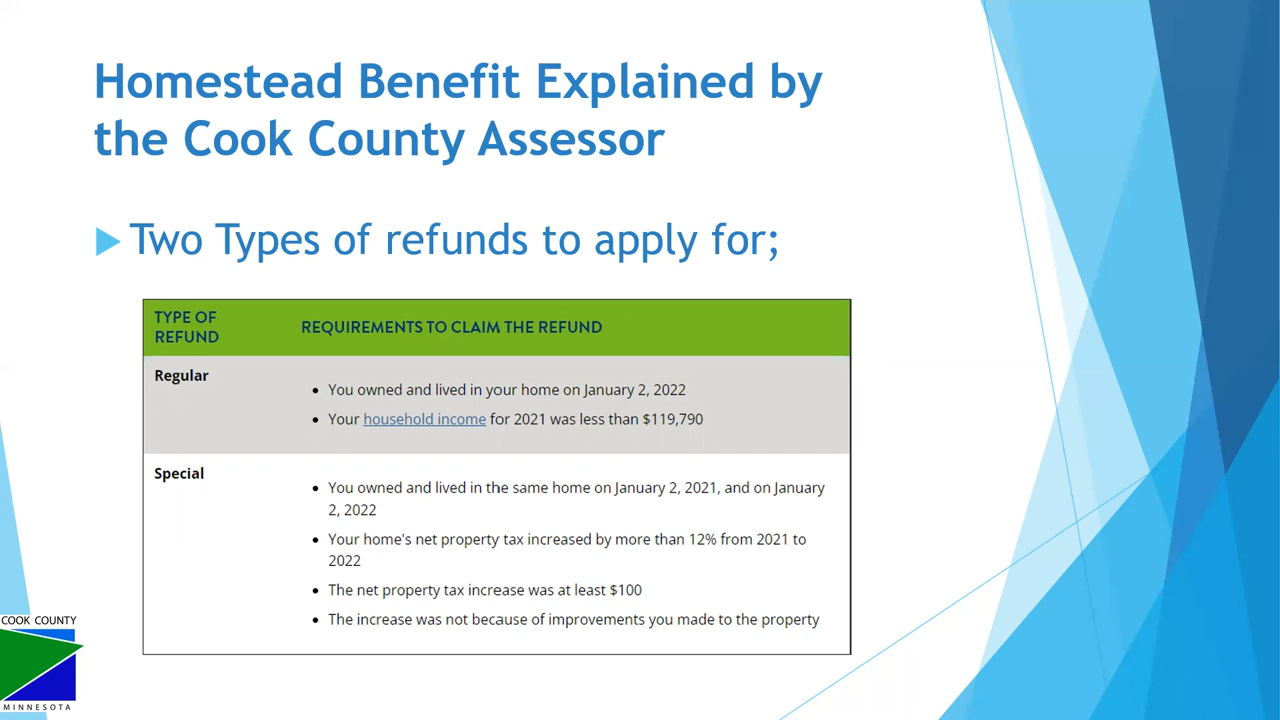 Homestead Benefit Explained by
the Cook County Assessor
Two Types of refunds to apply for;
TYPE OF
REFUND
REQUIREMENTS TO CLAIM THE REFUND
Regular
• You owned and lived in your home on January 2, 2022
• Your household income for 2021 was less than $119,790
Special
• You owned and lived in the same home on January 2, 2021, and on January
2, 2022
• Your home's net property tax increased by more than 12% from 2021 to
2022
• The net property tax increase was at least $100
• The increase was not because of improvements you made to the property
COOK COUNTY
MINNESOTA